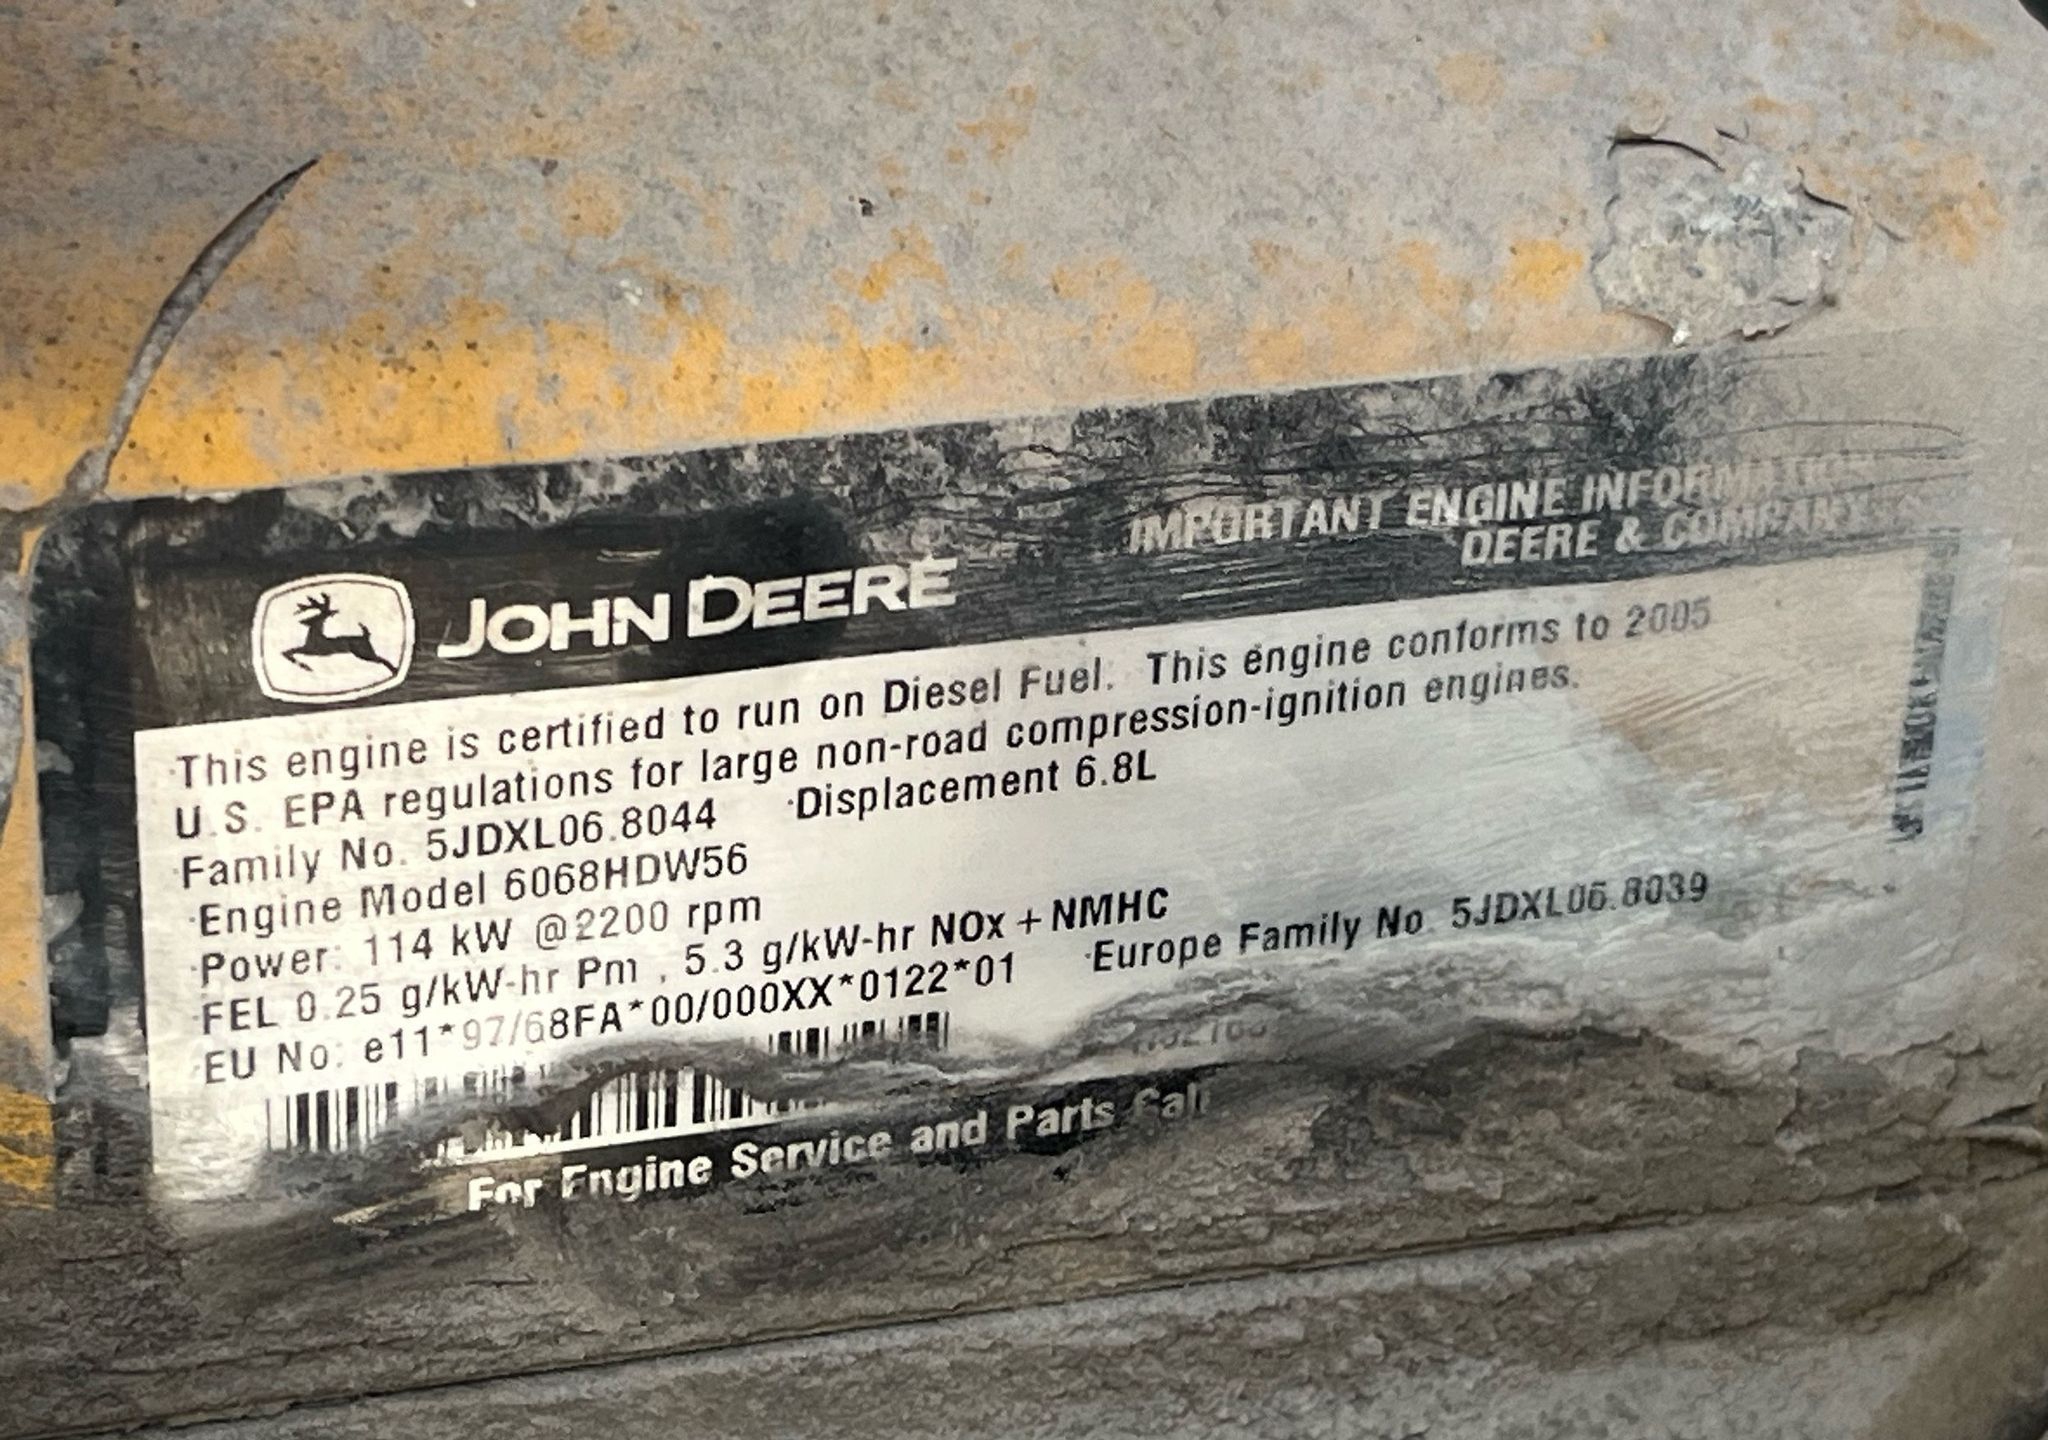 IMPORTANT ENGINE INFORMATION
DEERE & COMPANY
JOHN DEERE
·This engine is certified to run on Diesel Fuel. This engine conforms to 2005
U.S. EPA regulations for large non-road compression-ignition engines.
·Family No. 5JDXL06.8044 ·Displacement 6.8L
·Engine Model 6068HDW56
·Power: 114 kW @2200 rpm
·FEL 0.25 g/kW-hr Pm , 5.3 g/kW-hr NOx + NMHC
·EU No: e11*97/68FA*00/000XX*0122*01 ·Europe Family No. 5JDXL06.8039
For Engine Service and Parts Call